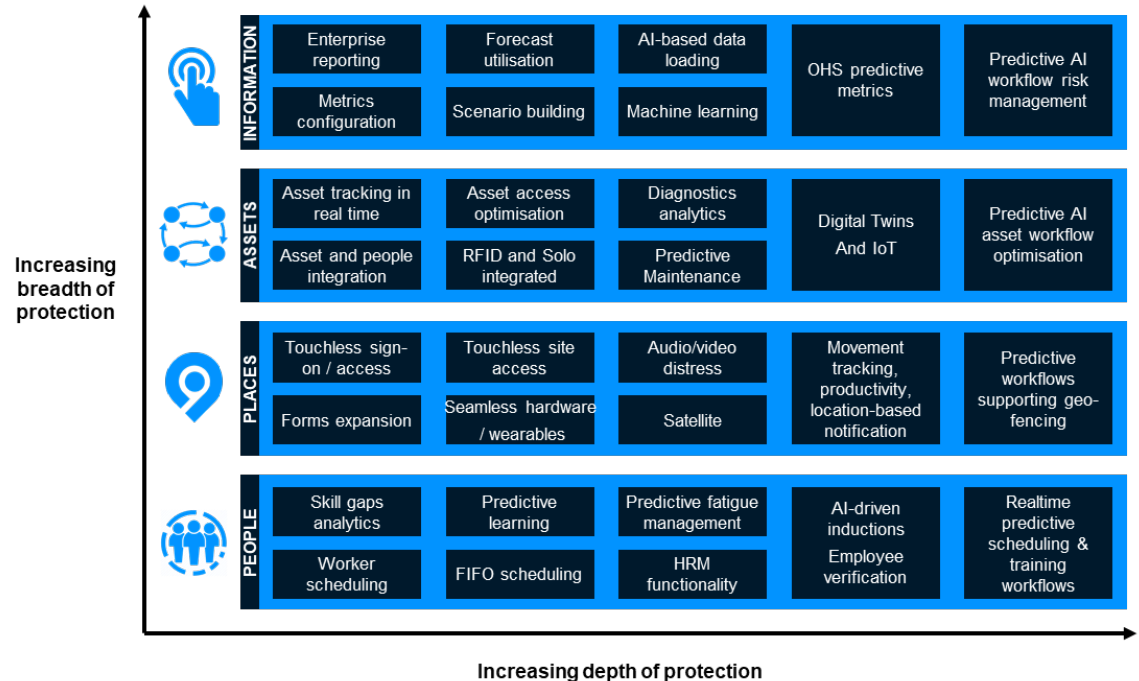 INFORMATION
Enterprise
reporting
Forecast
utilisation
AI-based data
loading
OHS predictive
metrics
Predictive AI
workflow risk
management
Metrics
configuration
Scenario building
Machine learning
ASSETS
Asset tracking in
real time
Asset access
optimisation
Diagnostics
analytics
Digital Twins
And IoT
Predictive AI
asset workflow
optimisation
Asset and people
integration
RFID and Solo
integrated
Predictive
Maintenance
Increasing
breadth of
protection
PLACES
Touchless sign-
on / access
Touchless site
access
Audio/video
distress
Movement
tracking,
productivity,
location-based
notification
Predictive
workflows
supporting geo-
fencing
Forms expansion
Seamless hardware
/ wearables
Satellite
PEOPLE
Skill gaps
analytics
Predictive
learning
Predictive fatigue
management
AI-driven
inductions
Employee
verification
Realtime
predictive
scheduling &
training
workflows
Worker
scheduling
FIFO scheduling
HRM
functionality
Increasing depth of protection